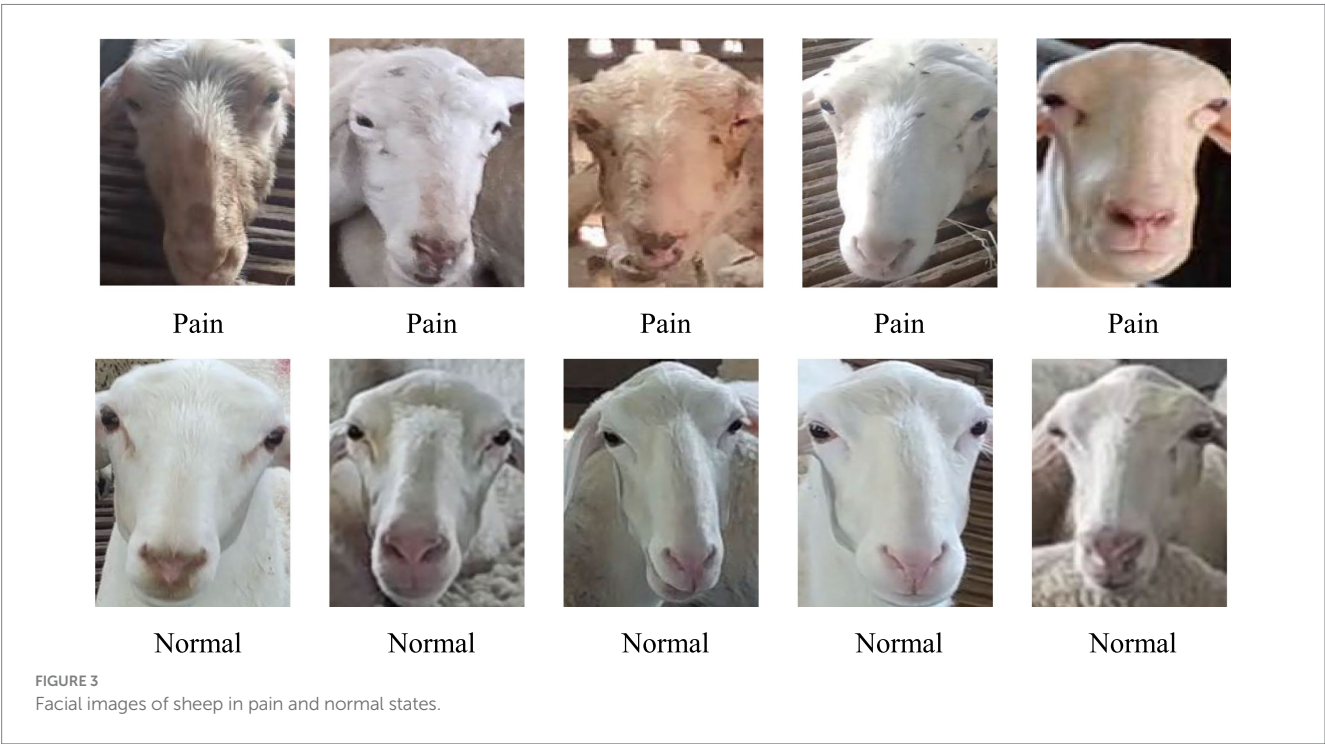 Pain Pain Pain Pain Pain
Normal Normal Normal Normal Normal
FIGURE 3
Facial images of sheep in pain and normal states.